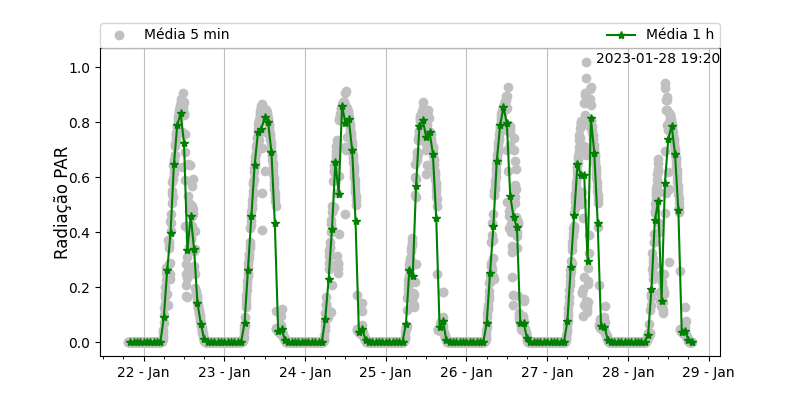 Média 5 min
Média 1 h
2023-01-28 19:20
Radiação PAR
1.0
0.8
0.6
0.4
0.2
0.0
22 - Jan
23 - Jan
24 - Jan
25 - Jan
26 - Jan
27 - Jan
28 - Jan
29 - Jan